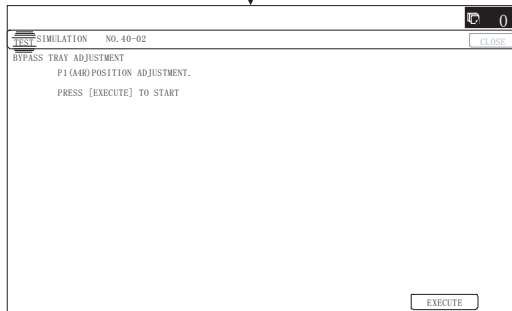 0
TEST SIMULATION NO.40-02
CLOSE
BYPASS TRAY ADJUSTMENT
P1(A4R)POSITION ADJUSTMENT.
PRESS [EXECUTE] TO START
EXECUTE